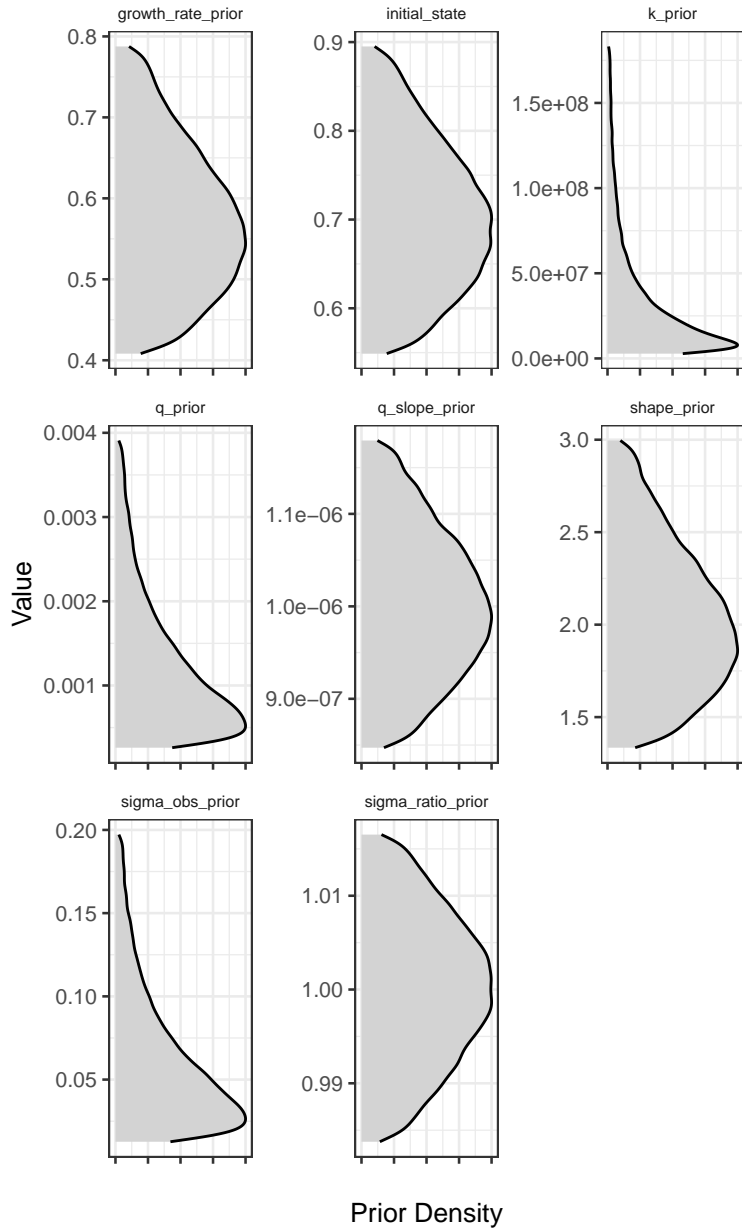 growth_rate_prior initial_state k_prior
0.8
0.7
0.6
0.5
0.4
0.9
0.8
0.7
0.6
1.5e+08
1.0e+08
5.0e+07
0.0e+00
q_prior q_slope_prior shape_prior
0.004
0.003
0.002
0.001
1.1e−06
1.0e−06
9.0e−07
3.0
2.5
2.0
1.5
Value
sigma_obs_prior sigma_ratio_prior
0.20
0.15
0.10
0.05
1.01
1.00
0.99
Prior Density